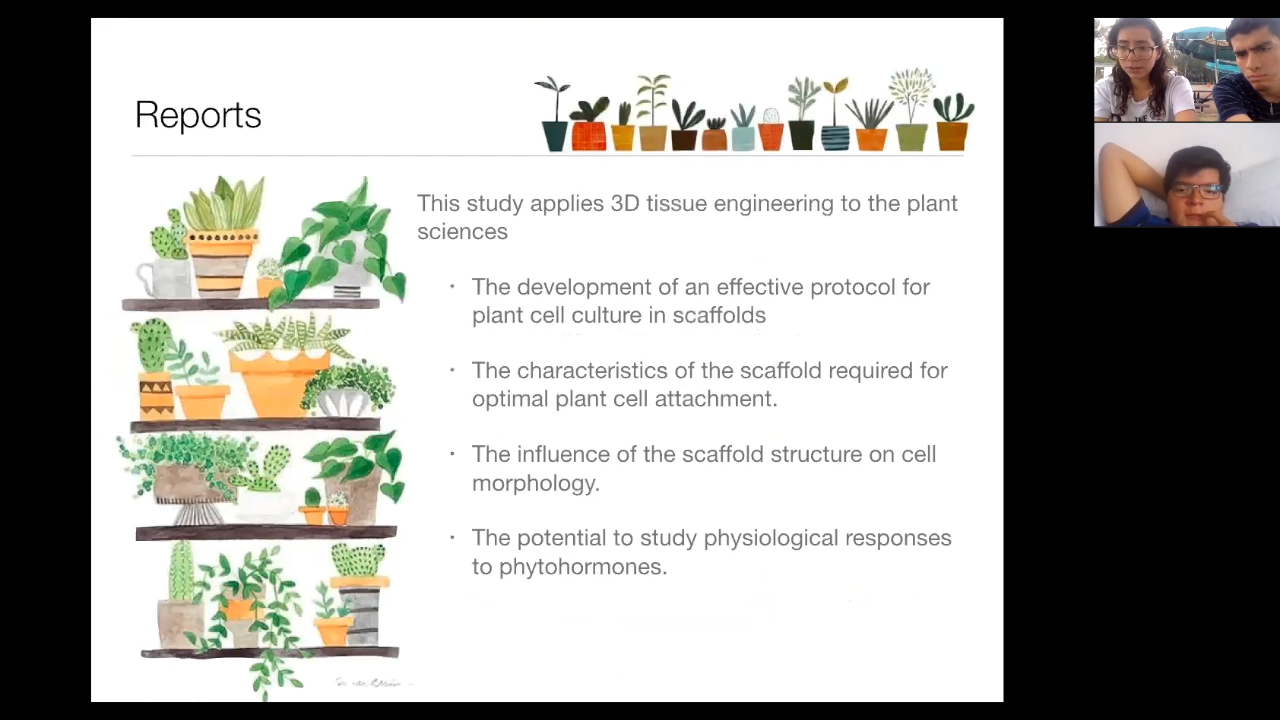 Reports
This study applies 3D tissue engineering to the plant
sciences
· The development of an effective protocol for
plant cell culture in scaffolds
· The characteristics of the scaffold required for
optimal plant cell attachment.
· The influence of the scaffold structure on cell
morphology.
· The potential to study physiological responses
to phytohormones.